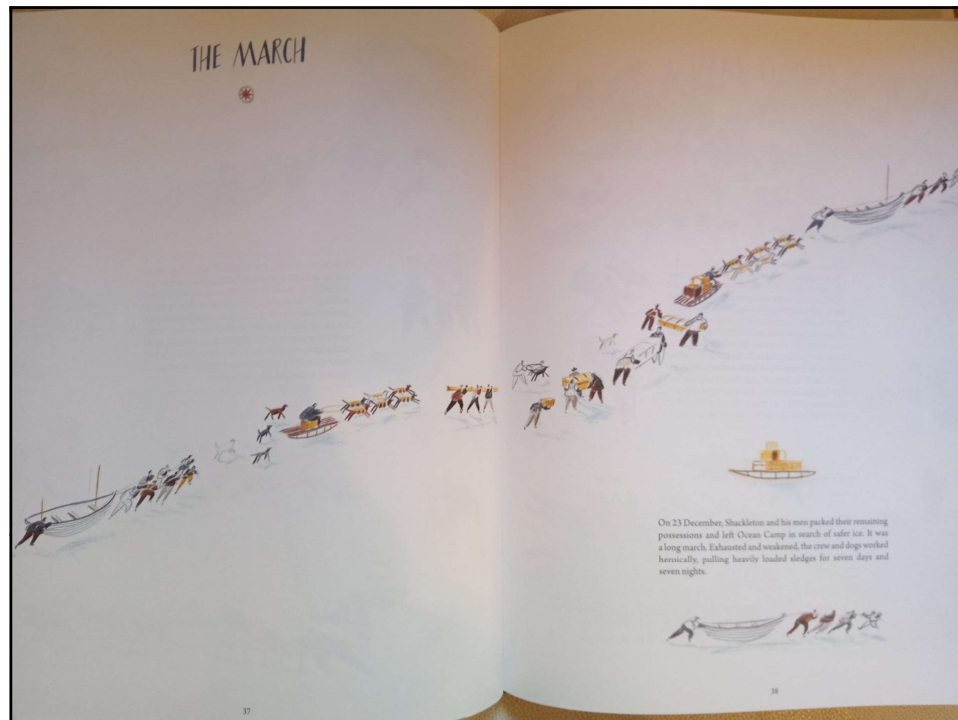 THE MARCH
On 23 December, Shackleton and his men packed their remaining
possessions and left Ocean Camp in search of safer ice. It was
a long march. Exhausted and weakened, the crew and dogs worked
heroically, pulling heavily loaded sledges for seven days and
seven nights.
37
38